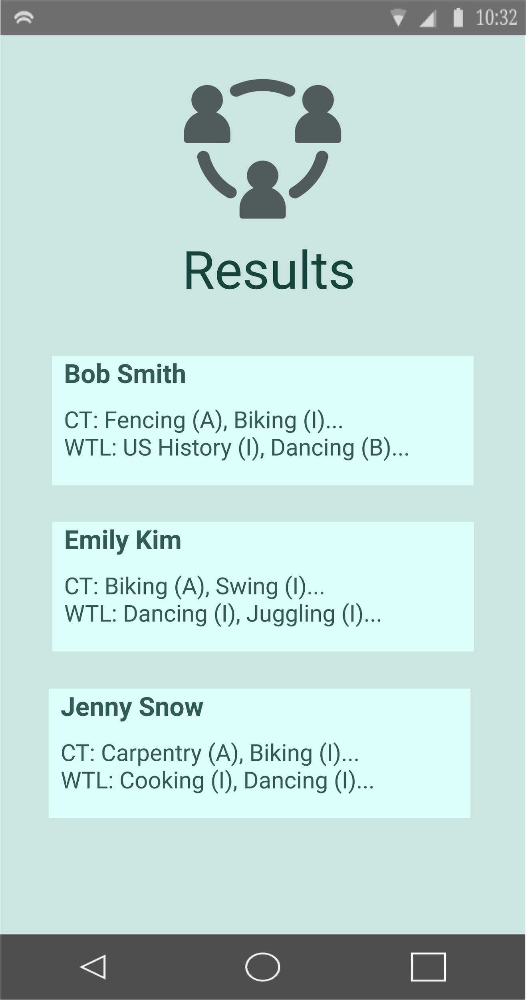 10:32
Results
Bob Smith
CT: Fencing (A), Biking (I)...
WTL: US History (I), Dancing (B)...
Emily Kim
CT: Biking (A), Swing (I)...
WTL: Dancing (I), Juggling (I)...
Jenny Snow
CT: Carpentry (A), Biking (I)...
WTL: Cooking (I), Dancing (I)...